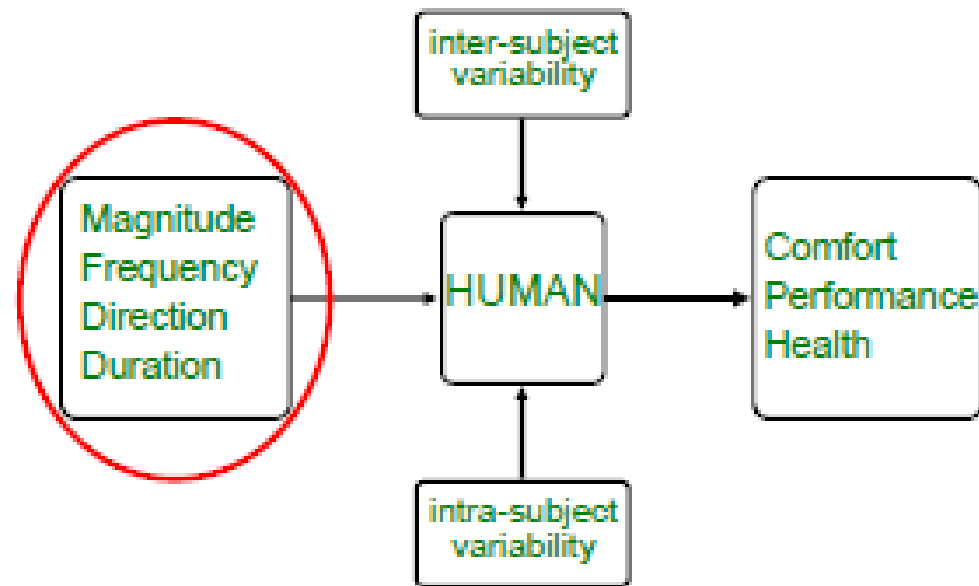 inter-subject
variability
Magnitude
Frequency
Direction
Duration
HUMAN
Comfort
Performance
Health
intra-subject
variability